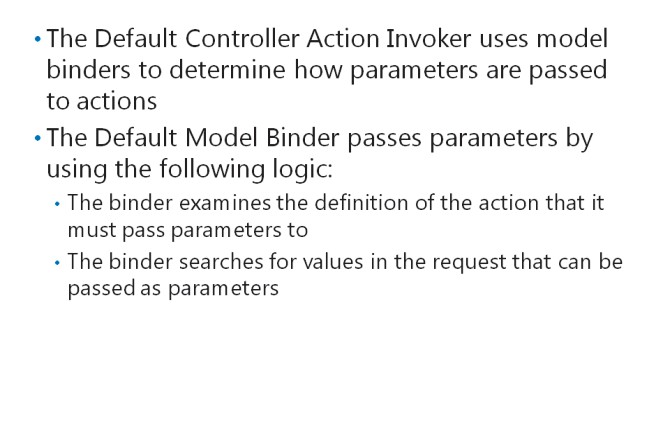 • The Default Controller Action Invoker uses model
binders to determine how parameters are passed
to actions
• The Default Model Binder passes parameters by
using the following logic:
• The binder examines the definition of the action that it
must pass parameters to
• The binder searches for values in the request that can be
passed as parameters